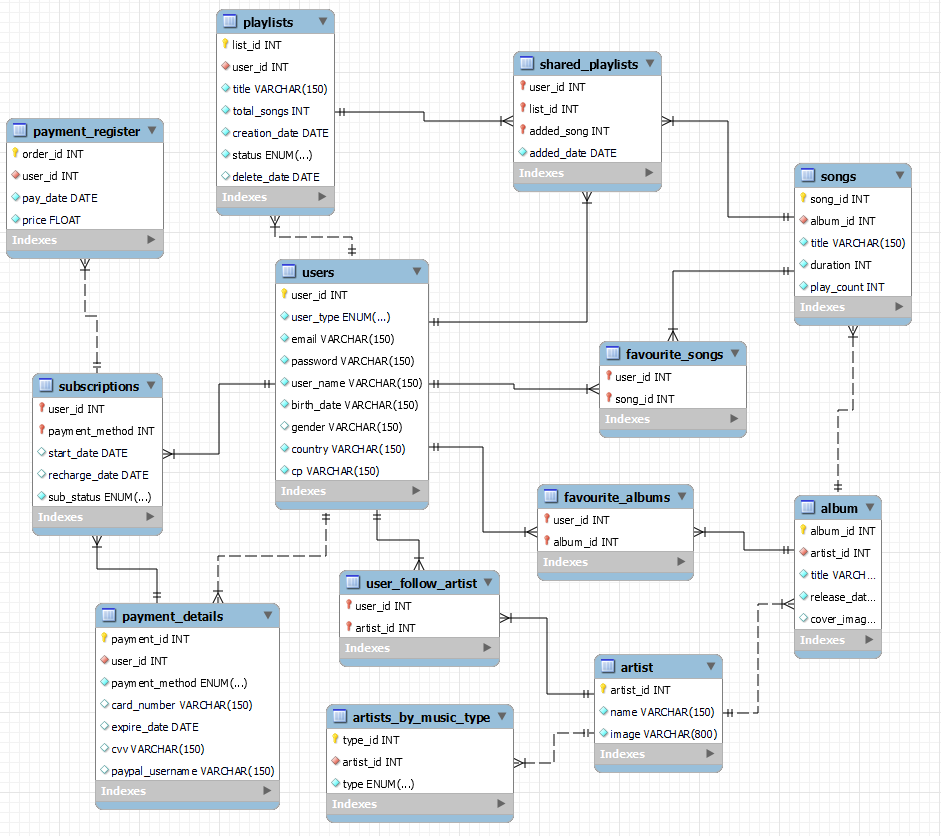 playlists
list_id INT
user_id INT
title VARCHAR(150)
total_songs INT
creation_date DATE
status ENUM(...)
delete_date DATE
Indexes
shared_playlists
user_id INT
list_id INT
added_song INT
added_date DATE
Indexes
payment_register
order_id INT
user_id INT
pay_date DATE
price FLOAT
Indexes
songs
song_id INT
album_id INT
title VARCHAR(150)
duration INT
play_count INT
Indexes
users
user_id INT
user_type ENUM(...)
email VARCHAR(150)
password VARCHAR(150)
user_name VARCHAR(150)
birth_date VARCHAR(150)
gender VARCHAR(150)
country VARCHAR(150)
cp VARCHAR(150)
Indexes
favourite_songs
user_id INT
song_id INT
Indexes
subscriptions
user_id INT
payment_method INT
start_date DATE
recharge_date DATE
sub_status ENUM(...)
Indexes
favourite_albums
user_id INT
album_id INT
Indexes
album
album_id INT
artist_id INT
title VARCH...
release_dat...
cover_imag...
Indexes
user_follow_artist
user_id INT
artist_id INT
Indexes
payment_details
payment_id INT
user_id INT
payment_method ENUM(...)
card_number VARCHAR(150)
expire_date DATE
cvv VARCHAR(150)
paypal_username VARCHAR(150)
Indexes
artist
artist_id INT
name VARCHAR(150)
image VARCHAR(800)
Indexes
artists_by_music_type
type_id INT
artist_id INT
type ENUM(...)
Indexes